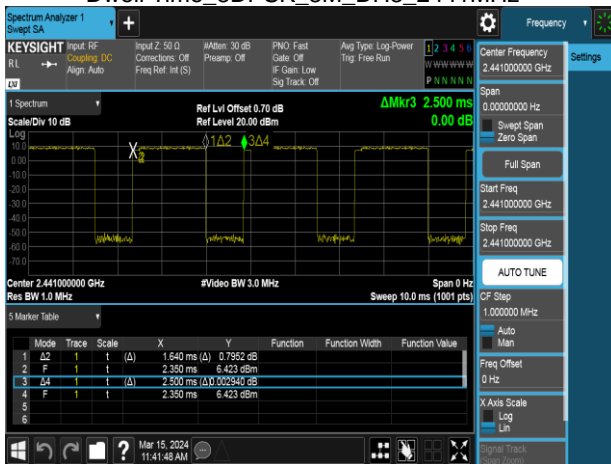 Spectrum Analyzer 1
Swept SA
Frequency
KEYSIGHT
RL
LXI
Input: RF
Coupling: DC
Align: Auto
Input Z: 50 Ω
Corrections: Off
Freq Ref: Int (S)
#Atten: 30 dB
Preamp: Off
PNO: Fast
Gate: Off
IF Gain: Low
Sig Track: Off
Avg Type: Log-Power
Trig: Free Run
1 2 3 4 5 6
W W W W W W
P N N N N N
Center Frequency
2.441000000 GHz
Settings
Span
0.00000000 Hz
Swept Span
Zero Span
Full Span
Start Freq
2.441000000 GHz
Stop Freq
2.441000000 GHz
AUTO TUNE
CF Step
1.000000 MHz
Auto
Man
Freq Offset
0 Hz
X Axis Scale
Log
Lin
Signal Track
(Span Zoom)
1 Spectrum
Scale/Div 10 dB
Ref Lvl Offset 0.70 dB
Ref Level 20.00 dBm
ΔMkr3 2.500 ms
0.00 dB
Log
10.0
0.00
-10.0
-20.0
-30.0
-40.0
-50.0
-60.0
-70.0
1Δ2
3Δ4
Center 2.441000000 GHz
Res BW 1.0 MHz
#Video BW 3.0 MHz
Span 0 Hz
Sweep 10.0 ms (1001 pts)
5 Marker Table
Mode Trace Scale X Y Function Function Width Function Value
1 Δ2 1 t (Δ) 1.640 ms (Δ) 0.7952 dB
2 F 1 t 2.350 ms 6.423 dBm
3 Δ4 1 t (Δ) 2.500 ms (Δ) 0.002940 dB
4 F 1 t 2.350 ms 6.423 dBm
5
6
?
Mar 15, 2024
11:41:48 AM